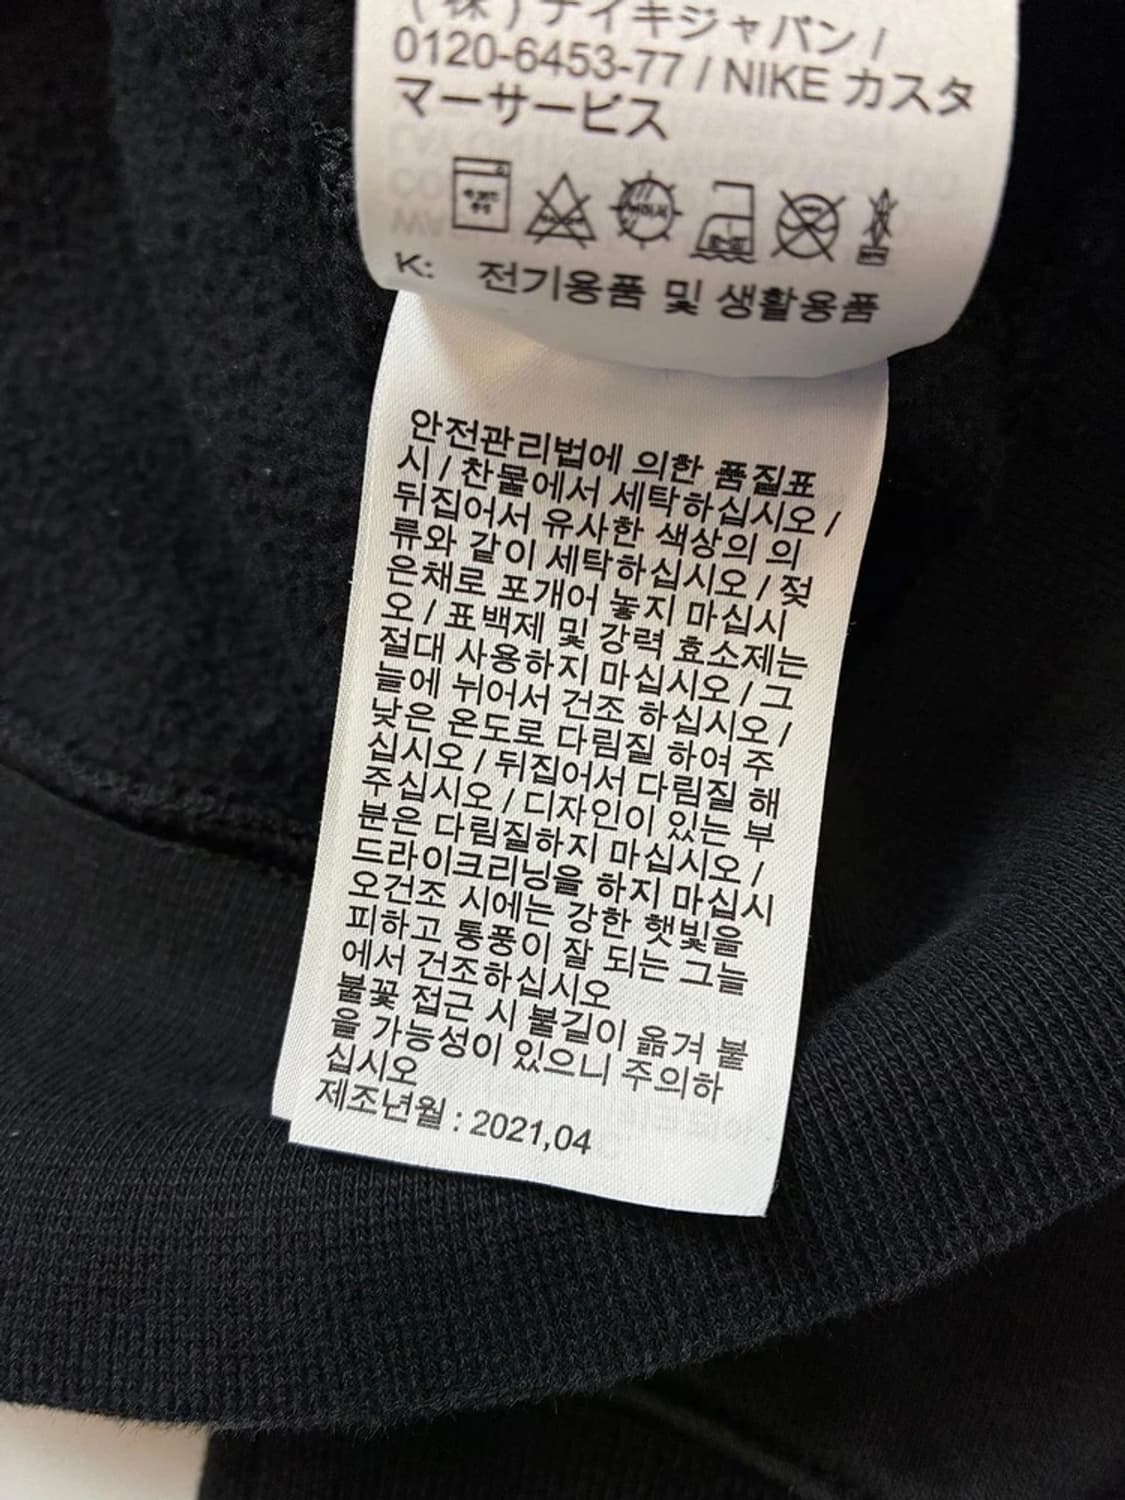 (株)ナイキジャパン /
0120-6453-77 / NIKE カスタ
マーサービス
K: 전기용품 및 생활용품
안전관리법에 의한 품질표
시 / 찬물에서 세탁하십시오 /
뒤집어서 유사한 색상의 의
류와 같이 세탁하십시오 / 젖
은채로 포개어 놓지 마십시
오 / 표백제 및 강력 효소제는
절대 사용하지 마십시오 / 그
늘에 뉘어서 건조 하십시오 /
낮은 온도로 다림질 하여 주
십시오 / 뒤집어서 다림질 해
주십시오 / 디자인이 있는 부
분은 다림질하지 마십시오 /
드라이크리닝을 하지 마십시
오건조 시에는 강한 햇빛을
피하고 통풍이 잘 되는 그늘
에서 건조하십시오
불꽃 접근 시 불길이 옮겨 붙
을 가능성이 있으니 주의하
십시오
제조년월 : 2021,04